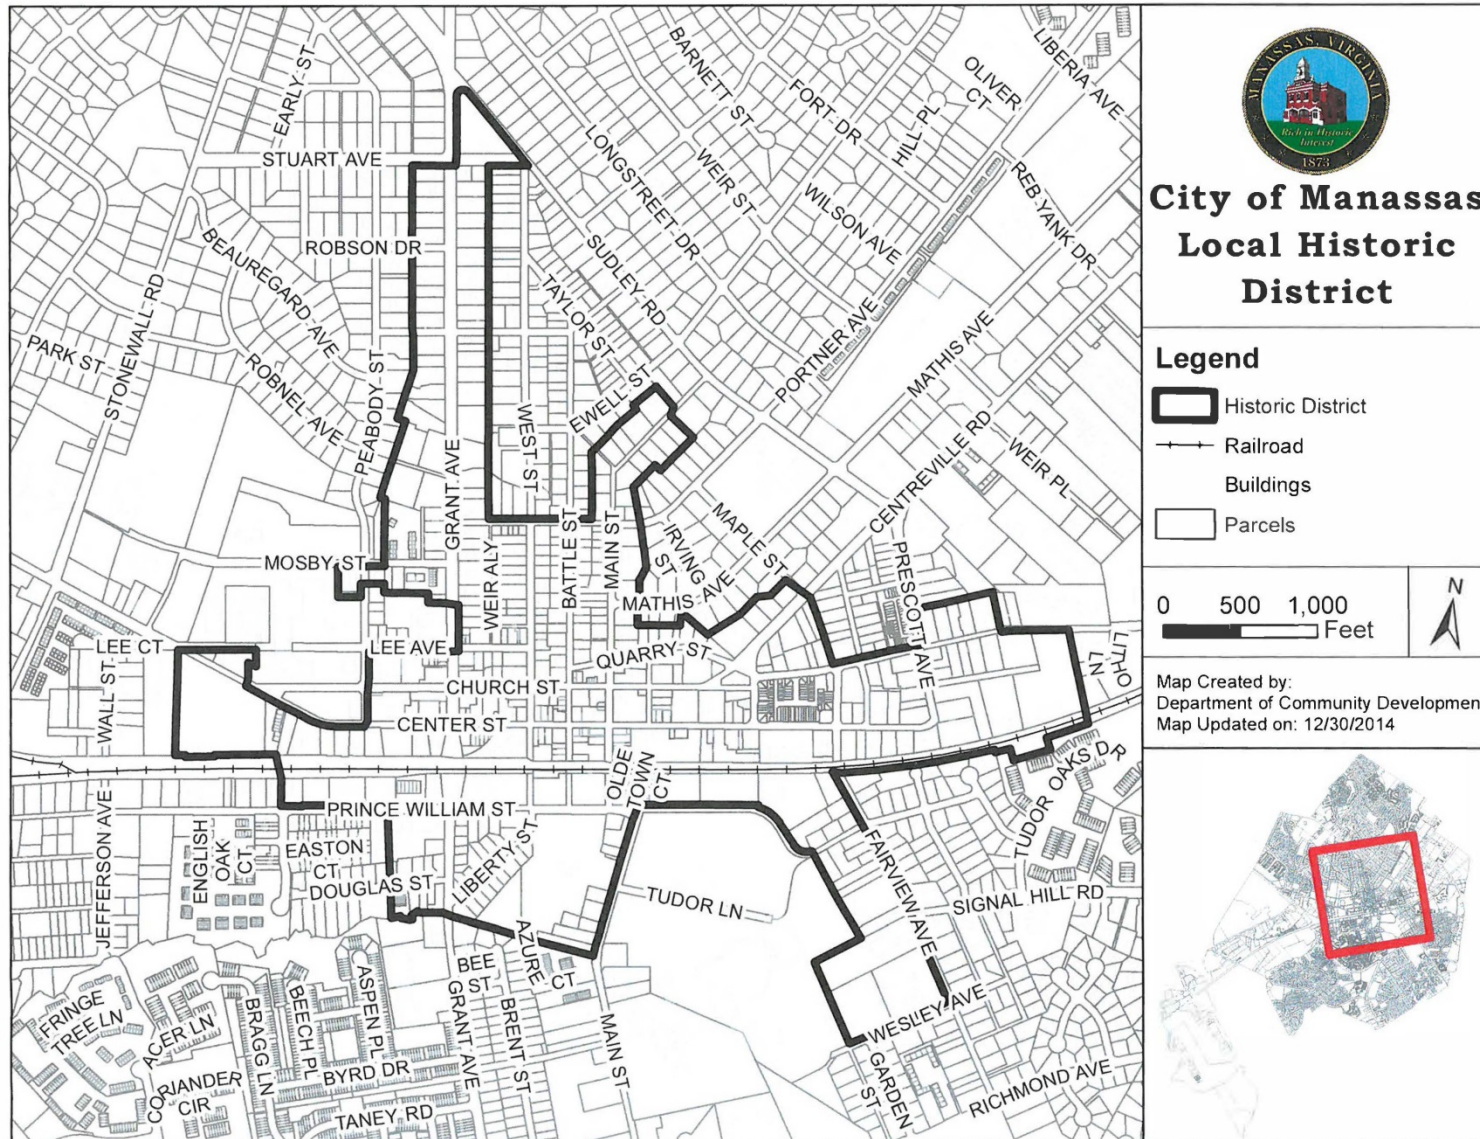 MANASSAS, VIRGINIA
Rich in Historic
Interest
1873
City of Manassas
Local Historic
District
Legend
Historic District
Railroad
Buildings
Parcels
0 500 1,000
Feet
N
Map Created by:
Department of Community Developmen
Map Updated on: 12/30/2014
EARLY ST
STUART AVE
BARNETT ST
FORT DR
OLIVER
CT
LIBERIA AVE
HILL PL
LONGSTREET DR
WEIR ST
WILSON AVE
REB YANK DR
ROBSON DR
BEAUREGARD AVE
STONEWALL RD
SUDLEY RD
TAYLOR ST
PORTNER AVE
MATHIS AVE
PARK ST
ROBNEL AVE
PEABODY ST
EWELL ST
WEST ST
GRANT AVE
CENTREVILLE RD
WEIR PL
BATTLE ST
MAIN ST
IRVING
ST
MAPLE ST
MOSBY ST
WEIR ALY
MATHIS
AVE
PRESCOTT AVE
LEE CT
WALL ST
LEE AVE
QUARRY ST
LITHO
LN
CHURCH ST
CENTER ST
OLDE
TOWN
CT
TUDOR OAKS DR
PRINCE WILLIAM ST
JEFFERSON AVE
ENGLISH
OAK
CT
EASTON
CT
DOUGLAS ST
LIBERTY ST
FAIRVIEW AVE
TUDOR LN
SIGNAL HILL RD
AZURE
CT
BEE
ST
GRANT AVE
BRENT ST
MAIN ST
WESLEY AVE
GARDEN
ST
RICHMOND AVE
FRINGE
TREE LN
ACER LN
BRAGG LN
BEECH PL
ASPEN PL
BYRD DR
CORIANDER
CIR
TANEY RD